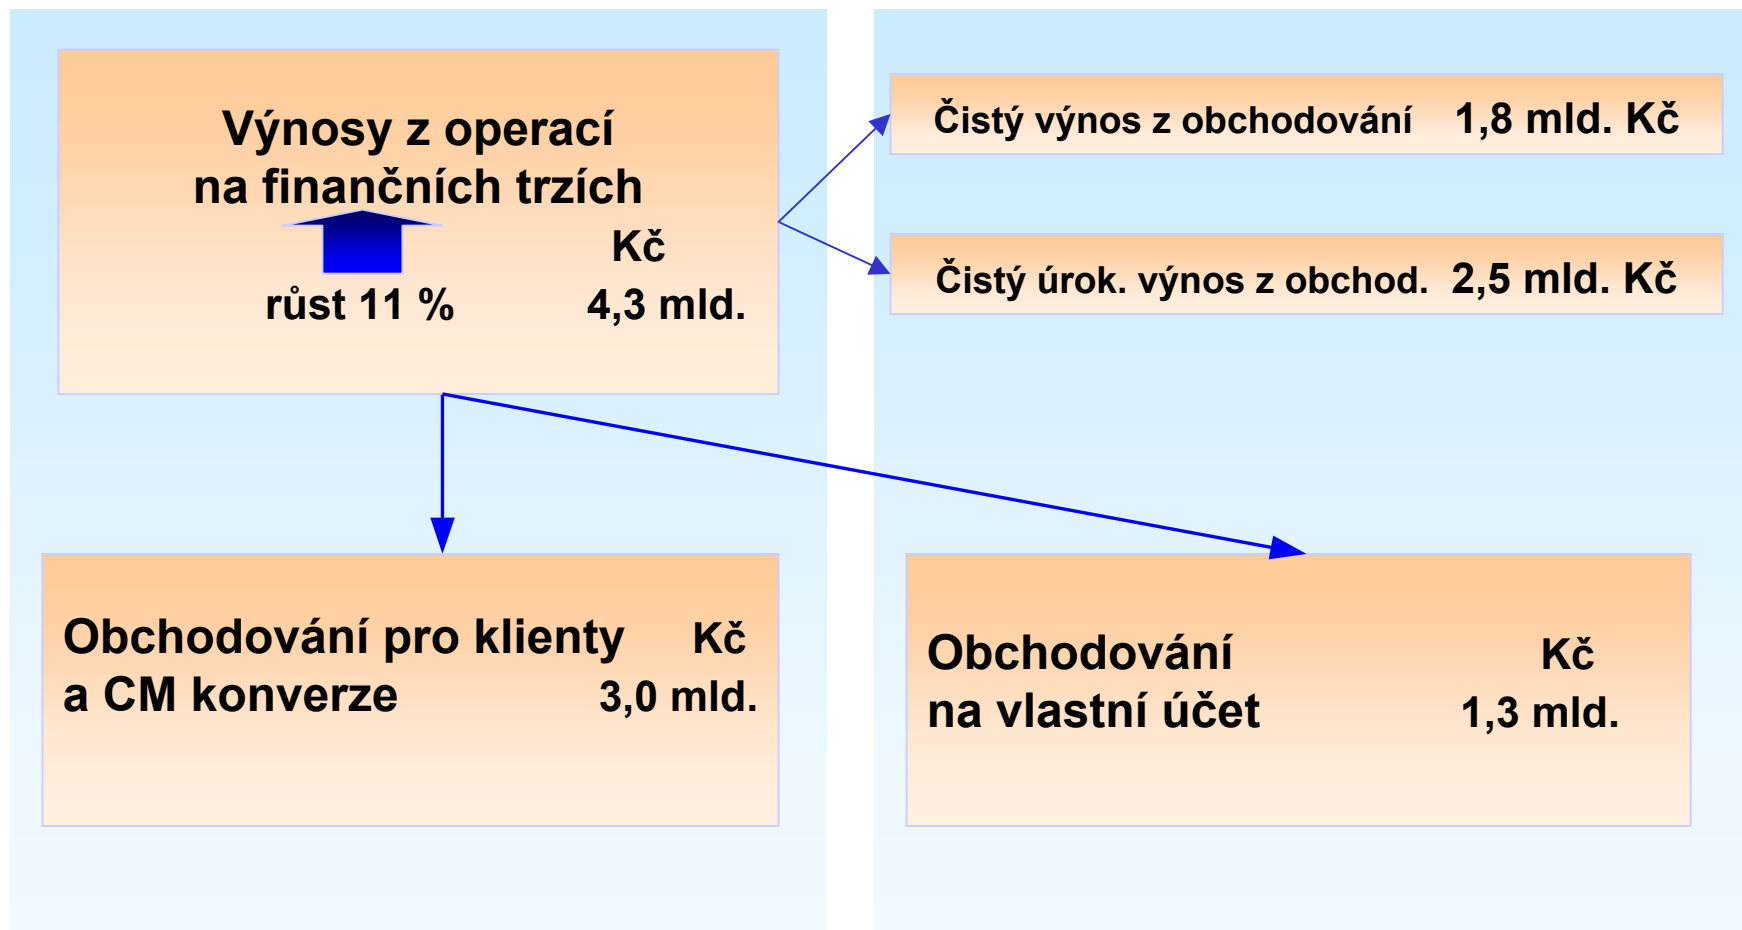 Výnosy z operací
na finančních trzích
Kč
růst 11 % 4,3 mld.
Čistý výnos z obchodování 1,8 mld. Kč
Čistý úrok. výnos z obchod. 2,5 mld. Kč
Obchodování pro klienty Kč
a CM konverze 3,0 mld.
Obchodování Kč
na vlastní účet 1,3 mld.